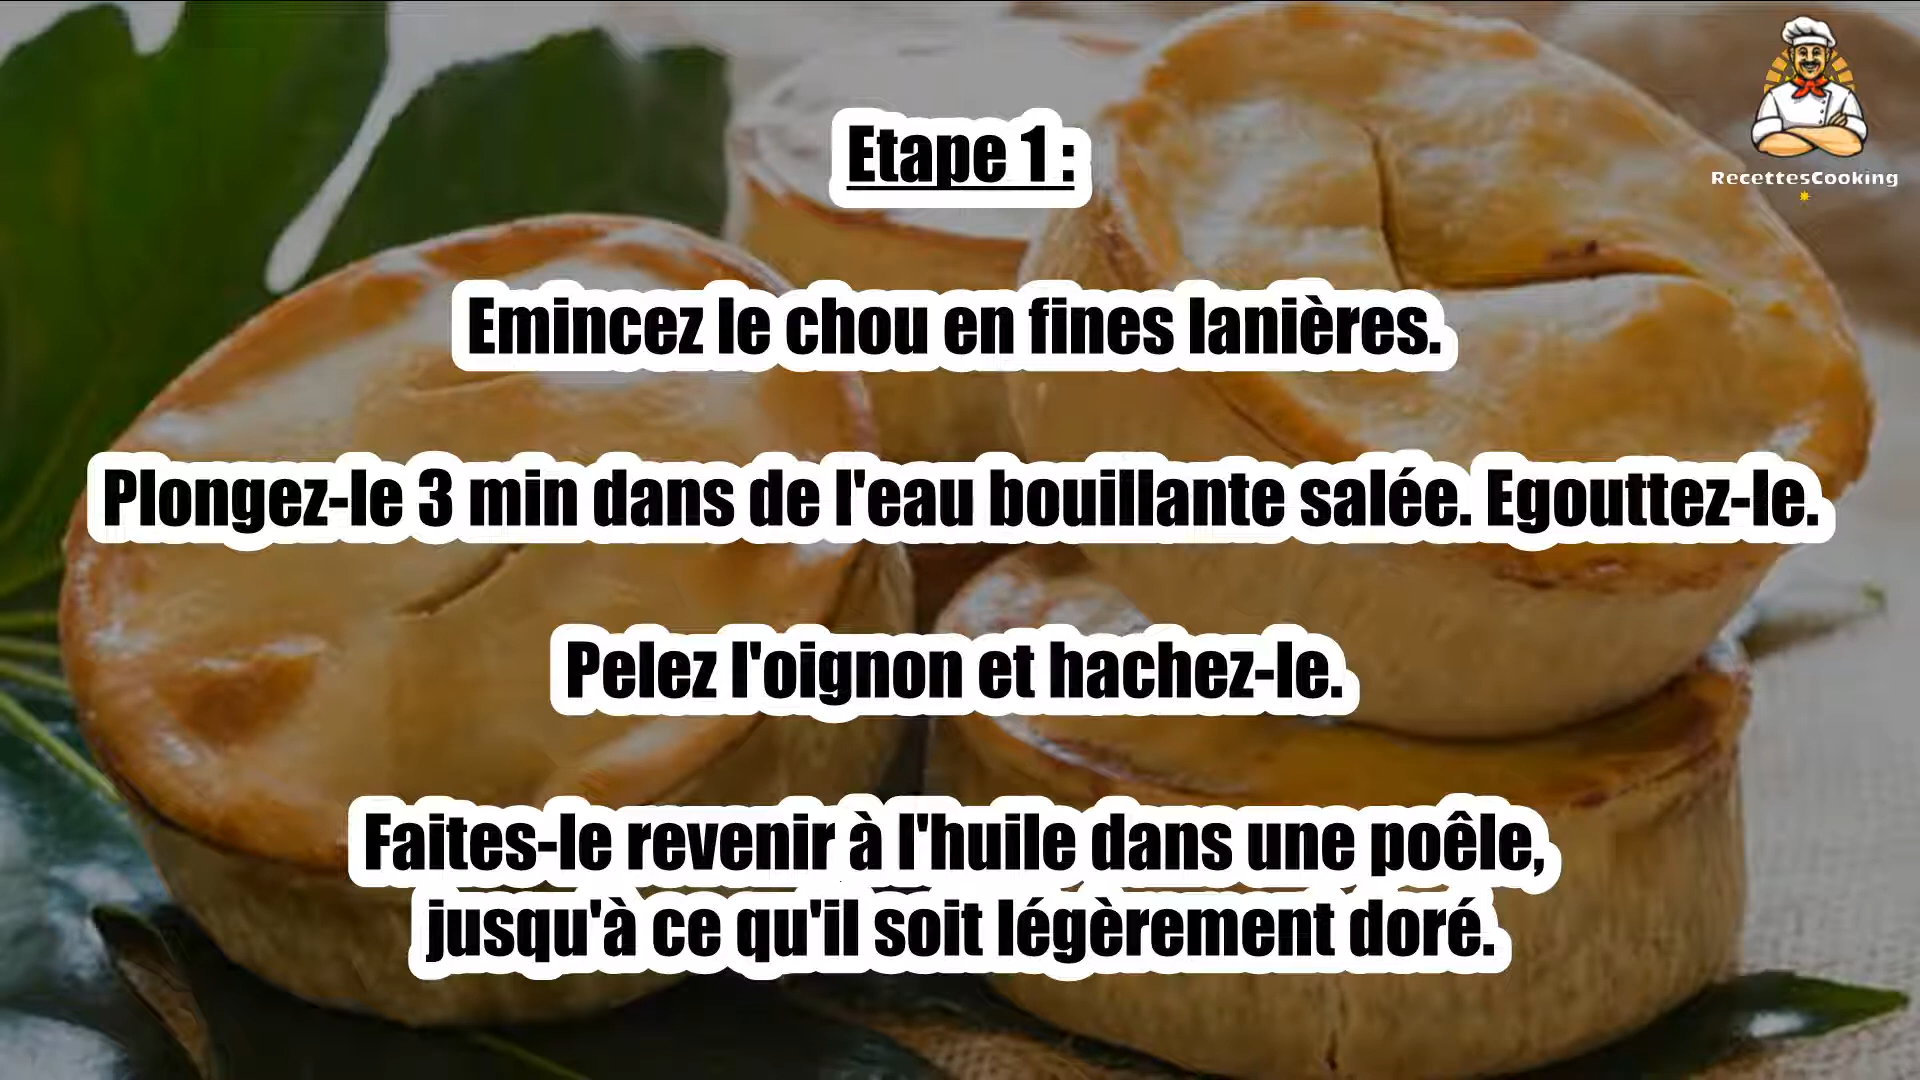 RecettesCooking
Etape 1 :
Emincez le chou en fines lanières.
Plongez-le 3 min dans de l'eau bouillante salée. Egouttez-le.
Pelez l'oignon et hachez-le.
Faites-le revenir à l'huile dans une poêle,
jusqu'à ce qu'il soit légèrement doré.